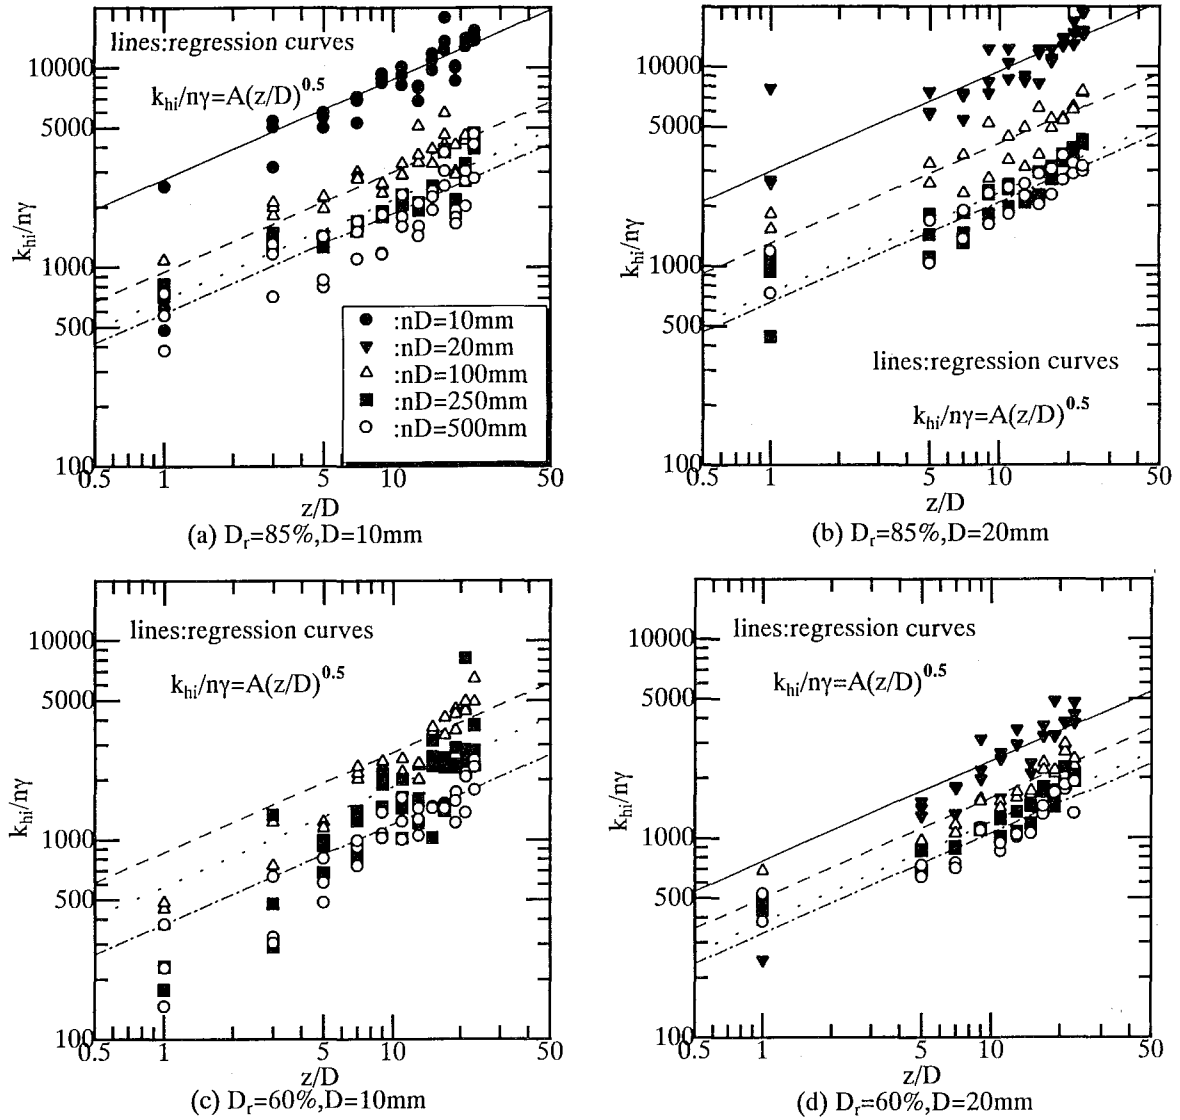 lines:regression curves
k_hi/nγ=A(z/D)^0.5
k_hi/nγ
10000
5000
1000
500
100
0.5
1
5
10
50
z/D
● :nD=10mm
▼ :nD=20mm
△ :nD=100mm
■ :nD=250mm
○ :nD=500mm
(a) D_r=85%,D=10mm
k_hi/nγ
10000
5000
1000
500
100
lines:regression curves
k_hi/nγ=A(z/D)^0.5
0.5
1
5
10
50
z/D
(b) D_r=85%,D=20mm
lines:regression curves
k_hi/nγ=A(z/D)^0.5
k_hi/nγ
10000
5000
1000
500
100
0.5
1
5
10
50
z/D
(c) D_r=60%,D=10mm
lines:regression curves
k_hi/nγ=A(z/D)^0.5
k_hi/nγ
10000
5000
1000
500
100
0.5
1
5
10
50
z/D
(d) D_r=60%,D=20mm